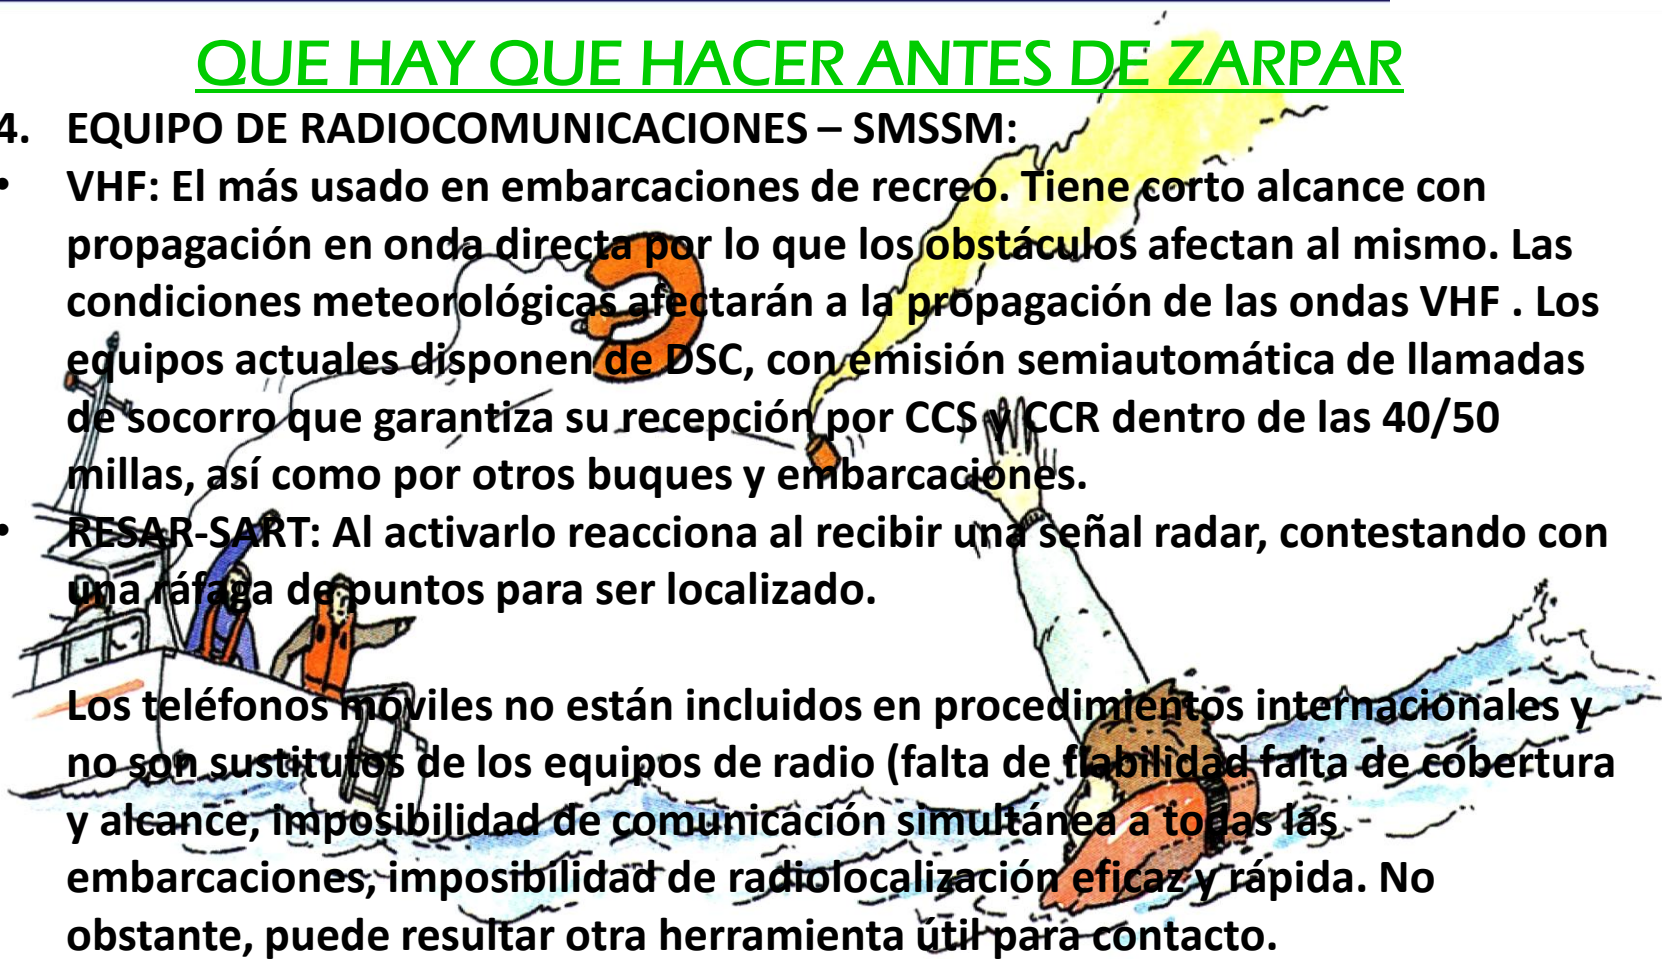 QUE HAY QUE HACER ANTES DE ZARPAR
4. EQUIPO DE RADIOCOMUNICACIONES – SMSSM:
• VHF: El más usado en embarcaciones de recreo. Tiene corto alcance con
propagación en onda directa por lo que los obstáculos afectan al mismo. Las
condiciones meteorológicas afectarán a la propagación de las ondas VHF . Los
equipos actuales disponen de DSC, con emisión semiautomática de llamadas
de socorro que garantiza su recepción por CCS y CCR dentro de las 40/50
millas, así como por otros buques y embarcaciones.
• RESAR-SART: Al activarlo reacciona al recibir una señal radar, contestando con
una ráfaga de puntos para ser localizado.
Los teléfonos móviles no están incluidos en procedimientos internacionales y
no son sustitutos de los equipos de radio (falta de fiabilidad falta de cobertura
y alcance, imposibilidad de comunicación simultánea a todas las
embarcaciones, imposibilidad de radiolocalización eficaz y rápida. No
obstante, puede resultar otra herramienta útil para contacto.